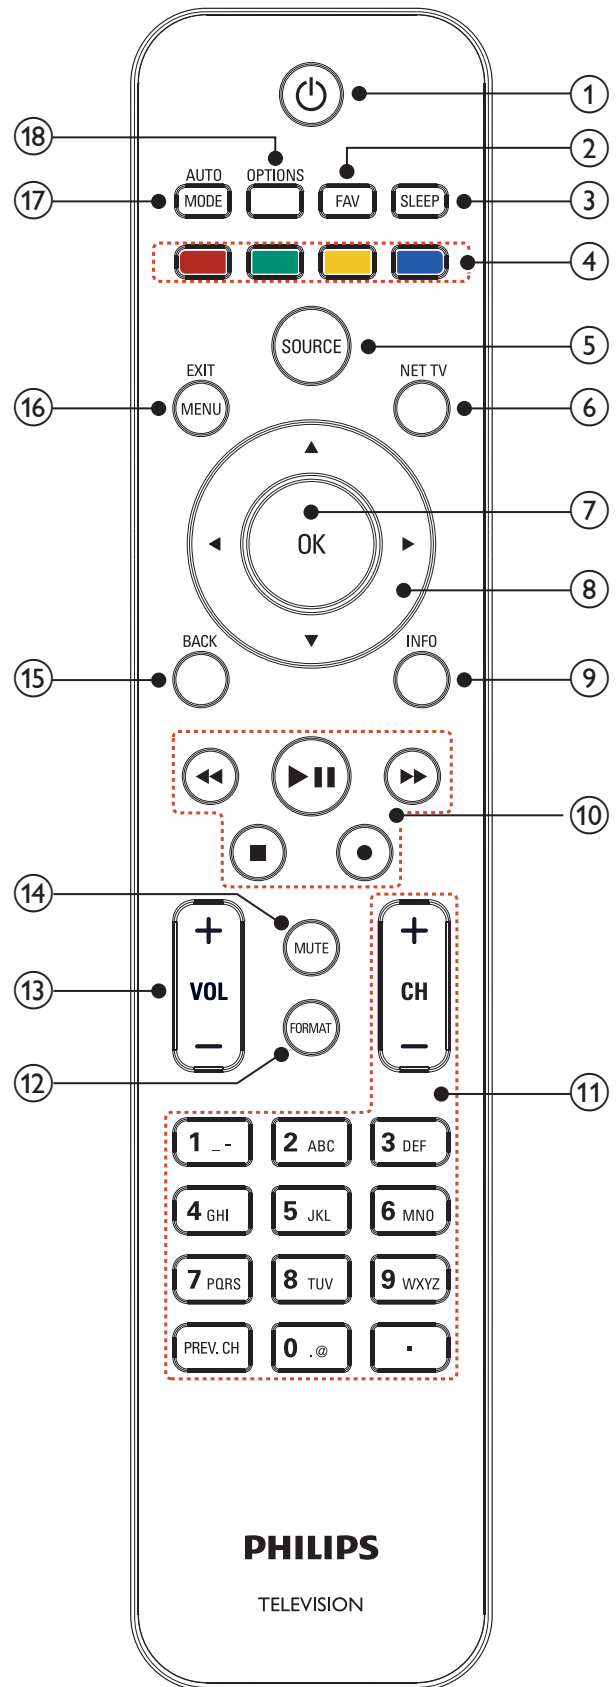 1
18
2
AUTO OPTIONS
17 MODE FAV SLEEP 3
4
SOURCE 5
EXIT NET TV
16 MENU 6
7
OK
8
BACK INFO
15 9
10
14
+ +
MUTE
13 VOL CH
FORMAT
– –
12 11
1 _ - 2 ABC 3 DEF
4 GHI 5 JKL 6 MNO
7 PQRS 8 TUV 9 WXYZ
PREV. CH 0 .@ .
PHILIPS
TELEVISION